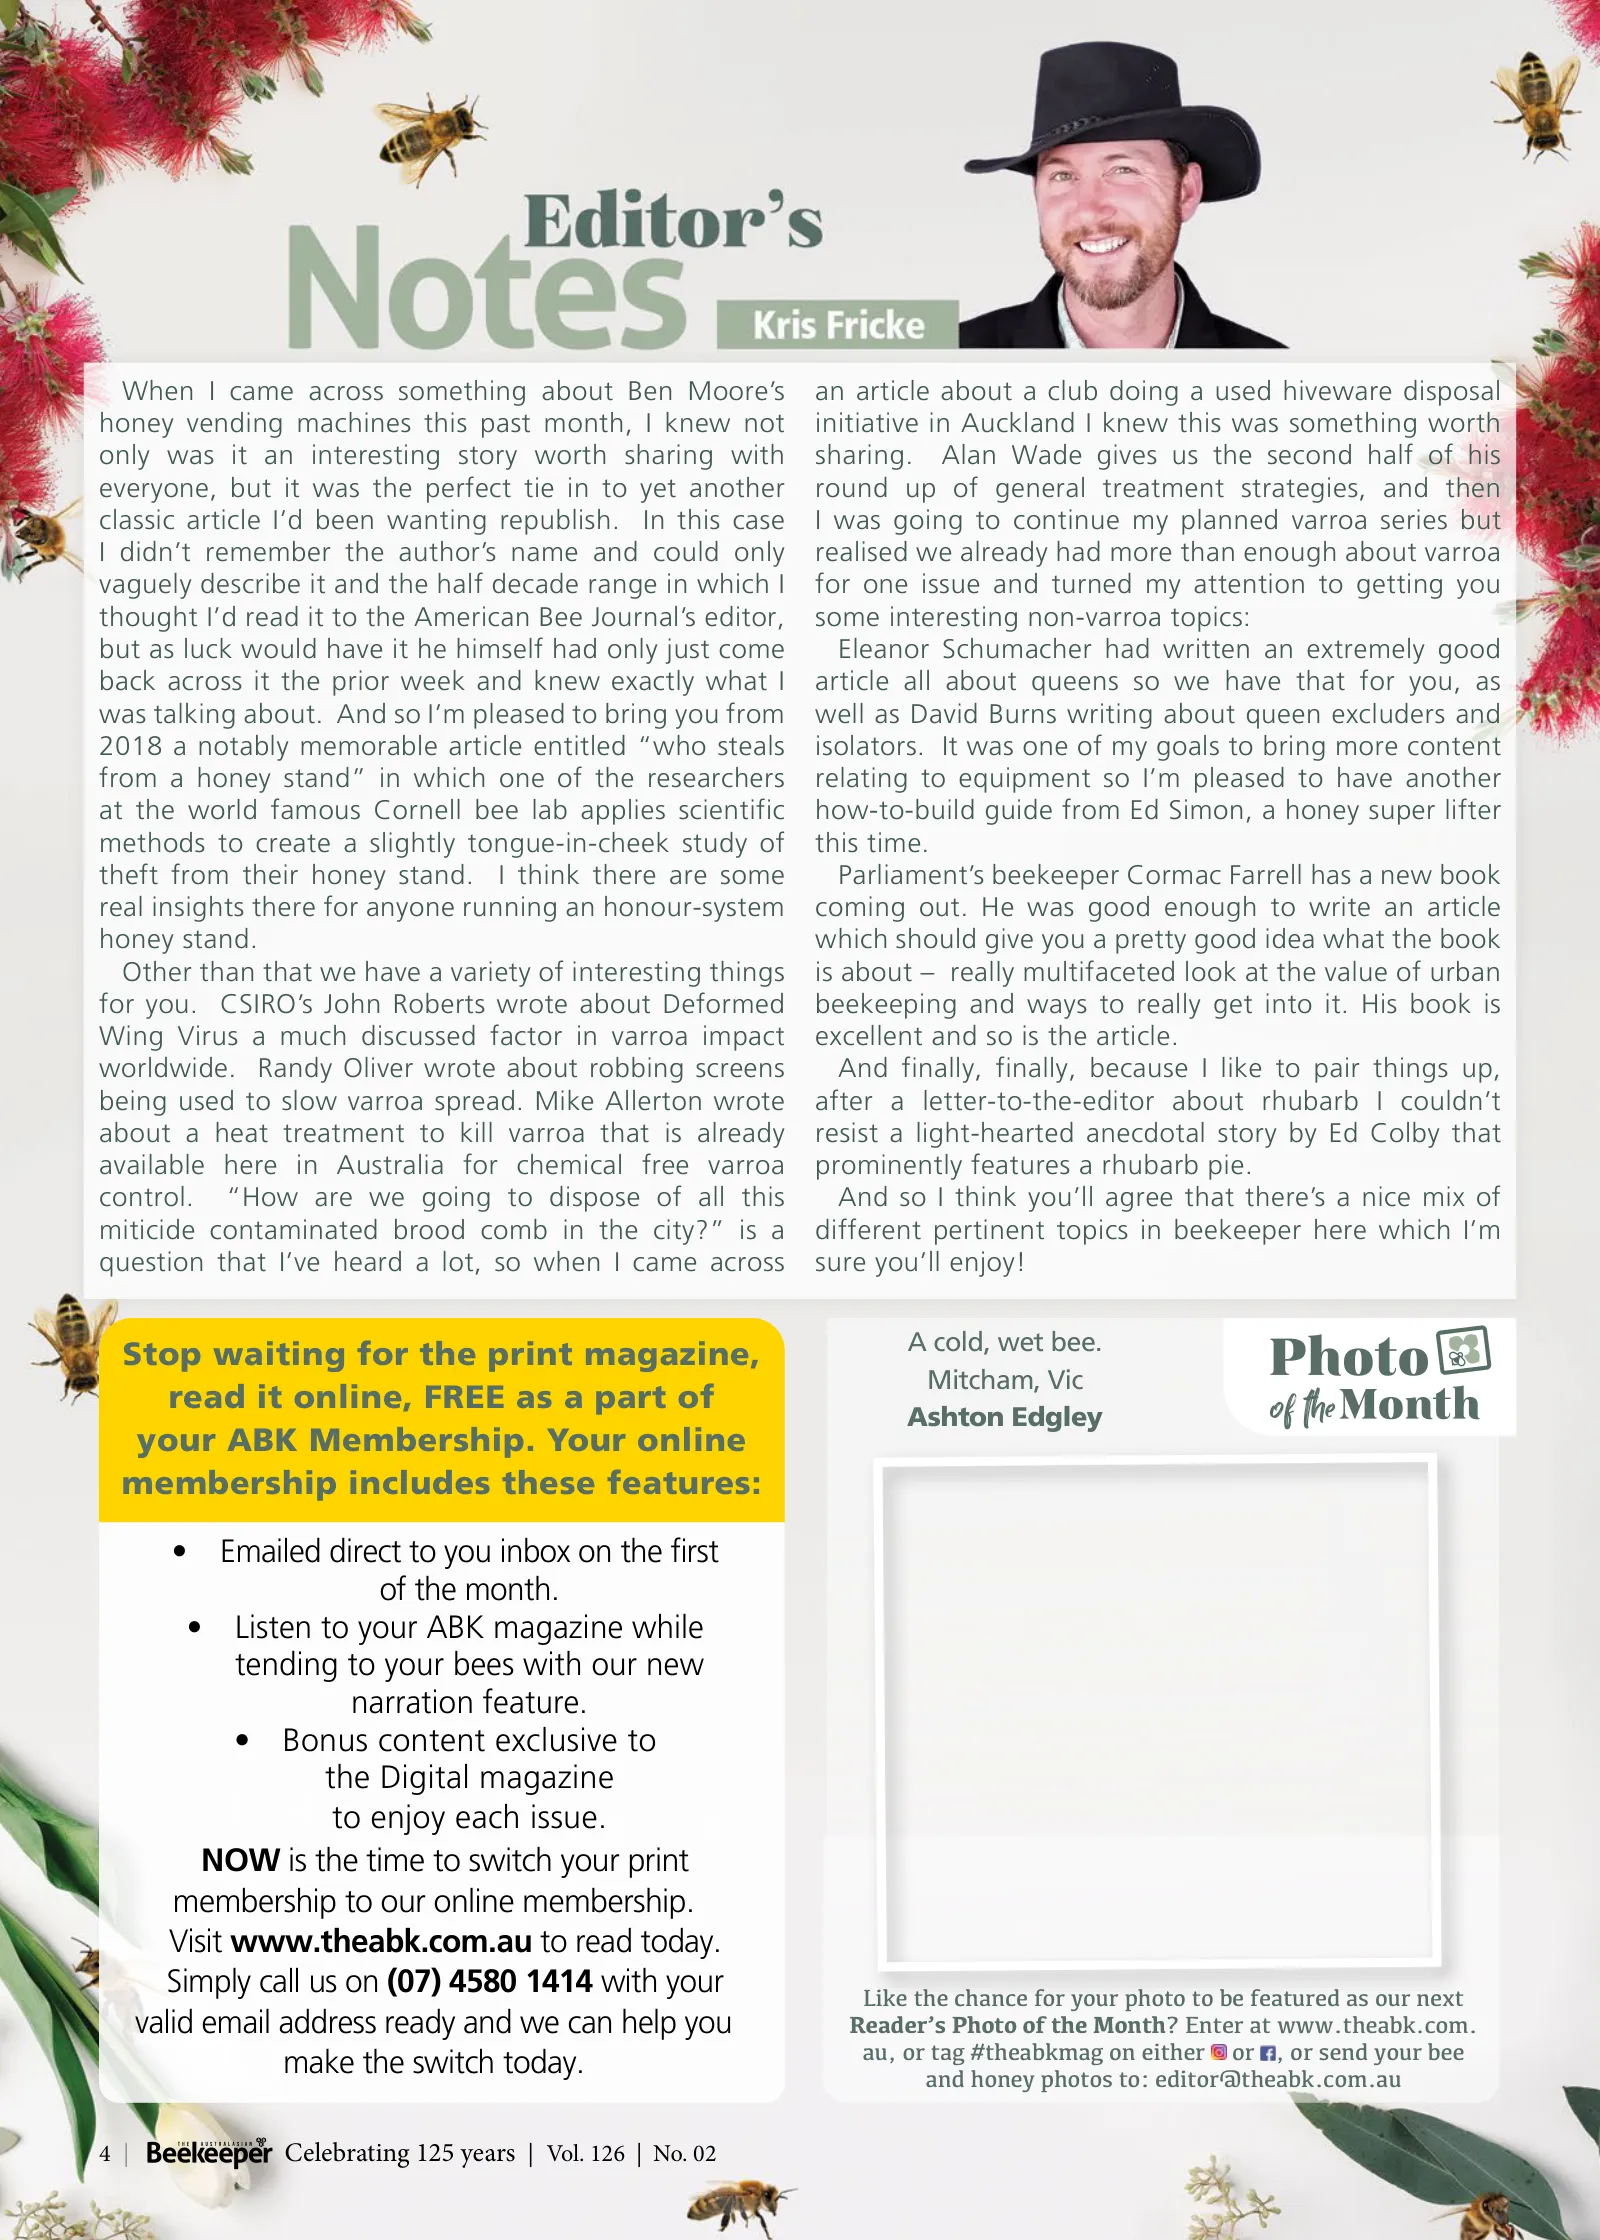 Editor's
Notes
Kris Fricke
When I came across something about Ben Moore's
honey vending machines this past month, I knew not
only was it an interesting story worth sharing with
everyone, but it was the perfect tie in to yet another
classic article I'd been wanting republish. In this case
I didn't remember the author's name and could only
vaguely describe it and the half decade range in which I
thought I'd read it to the American Bee Journal's editor,
but as luck would have it he himself had only just come
back across it the prior week and knew exactly what I
was talking about. And so I'm pleased to bring you from
2018 a notably memorable article entitled "who steals
from a honey stand" in which one of the researchers
at the world famous Cornell bee lab applies scientific
methods to create a slightly tongue-in-cheek study of
theft from their honey stand. I think there are some
real insights there for anyone running an honour-system
honey stand.
Other than that we have a variety of interesting things
for you. CSIRO's John Roberts wrote about Deformed
Wing Virus a much discussed factor in varroa impact
worldwide. Randy Oliver wrote about robbing screens
being used to slow varroa spread. Mike Allerton wrote
about a heat treatment to kill varroa that is already
available here in Australia for chemical free varroa
control. "How are we going to dispose of all this
miticide contaminated brood comb in the city?" is a
question that I've heard a lot, so when I came across
an article about a club doing a used hiveware disposal
initiative in Auckland I knew this was something worth
sharing. Alan Wade gives us the second half of his
round up of general treatment strategies, and then
I was going to continue my planned varroa series but
realised we already had more than enough about varroa
for one issue and turned my attention to getting you
some interesting non-varroa topics:
Eleanor Schumacher had written an extremely good
article all about queens so we have that for you, as
well as David Burns writing about queen excluders and
isolators. It was one of my goals to bring more content
relating to equipment so I'm pleased to have another
how-to-build guide from Ed Simon, a honey super lifter
this time.
Parliament's beekeeper Cormac Farrell has a new book
coming out. He was good enough to write an article
which should give you a pretty good idea what the book
is about – really multifaceted look at the value of urban
beekeeping and ways to really get into it. His book is
excellent and so is the article.
And finally, finally, because I like to pair things up,
after a letter-to-the-editor about rhubarb I couldn't
resist a light-hearted anecdotal story by Ed Colby that
prominently features a rhubarb pie.
And so I think you'll agree that there's a nice mix of
different pertinent topics in beekeeper here which I'm
sure you'll enjoy!
Stop waiting for the print magazine,
read it online, FREE as a part of
your ABK Membership. Your online
membership includes these features:
• Emailed direct to you inbox on the first
of the month.
• Listen to your ABK magazine while
tending to your bees with our new
narration feature.
• Bonus content exclusive to
the Digital magazine
to enjoy each issue.
NOW is the time to switch your print
membership to our online membership.
Visit www.theabk.com.au to read today.
Simply call us on (07) 4580 1414 with your
valid email address ready and we can help you
make the switch today.
A cold, wet bee.
Mitcham, Vic
Ashton Edgley
Photo
of the Month
Like the chance for your photo to be featured as our next
Reader's Photo of the Month? Enter at www.theabk.com.
au, or tag #theabkmag on either or , or send your bee
and honey photos to: editor@theabk.com.au
4 | THE AUSTRALASIAN Beekeeper Celebrating 125 years | Vol. 126 | No. 02